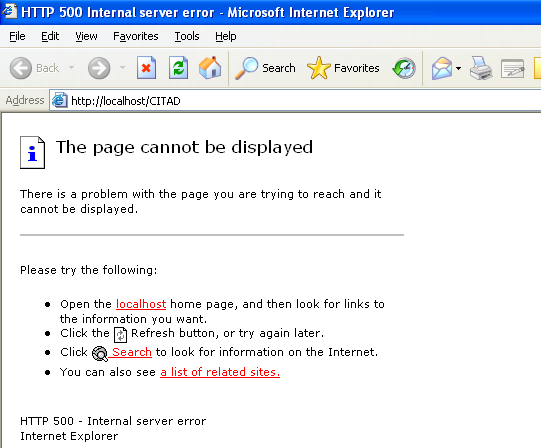 HTTP 500 Internal server error - Microsoft Internet Explorer
File Edit View Favorites Tools Help
Back Search Favorites
Address http://localhost/CITAD
The page cannot be displayed
There is a problem with the page you are trying to reach and it
cannot be displayed.
Please try the following:
• Open the localhost home page, and then look for links to
the information you want.
• Click the Refresh button, or try again later.
• Click Search to look for information on the Internet.
• You can also see a list of related sites.
HTTP 500 - Internal server error
Internet Explorer